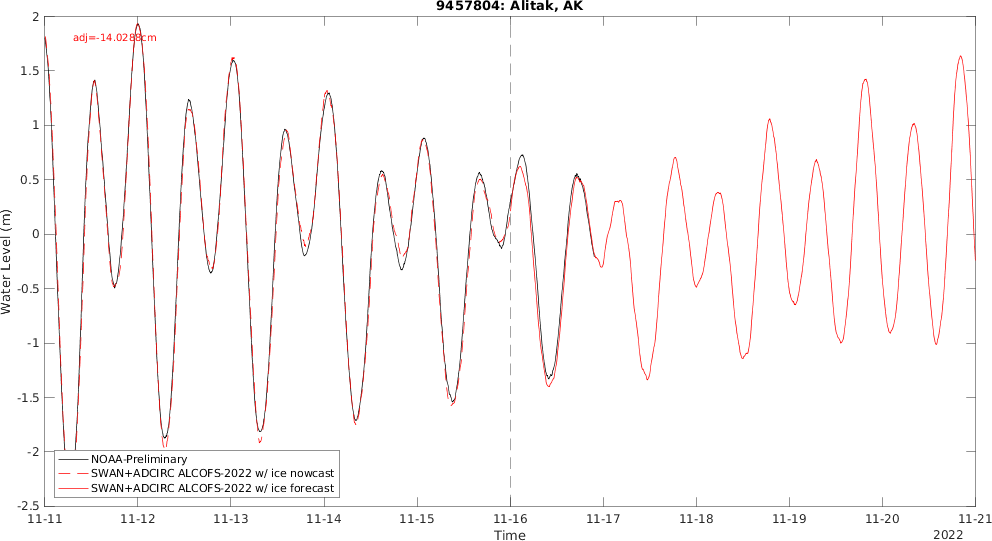 9457804: Alitak, AK
adj=-14.0288cm
2
1.5
1
0.5
0
-0.5
-1
-1.5
-2
-2.5
Water Level (m)
NOAA-Preliminary
SWAN+ADCIRC ALCOFS-2022 w/ ice nowcast
SWAN+ADCIRC ALCOFS-2022 w/ ice forecast
11-11 11-12 11-13 11-14 11-15 11-16 11-17 11-18 11-19 11-20 11-21
Time
2022